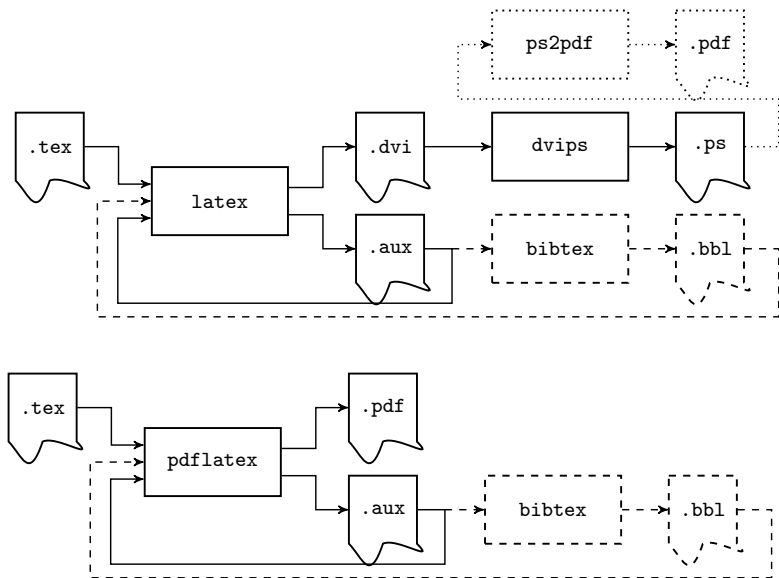 ps2pdf .pdf
.tex .dvi dvips .ps
latex
.aux bibtex .bbl
.tex .pdf
pdflatex
.aux bibtex .bbl